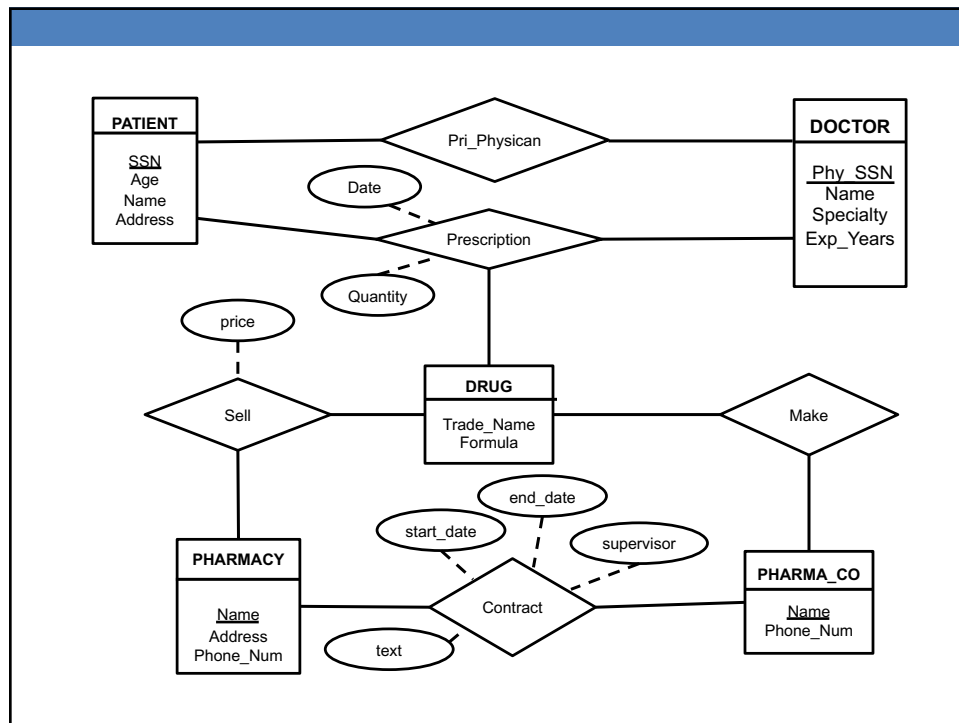 PATIENT
SSN
Age
Name
Address
Pri_Physican
DOCTOR
Phy_SSN
Name
Specialty
Exp_Years
Date
Prescription
Quantity
price
Sell
DRUG
Trade_Name
Formula
Make
PHARMACY
Name
Address
Phone_Num
start_date
end_date
supervisor
Contract
text
PHARMA_CO
Name
Phone_Num